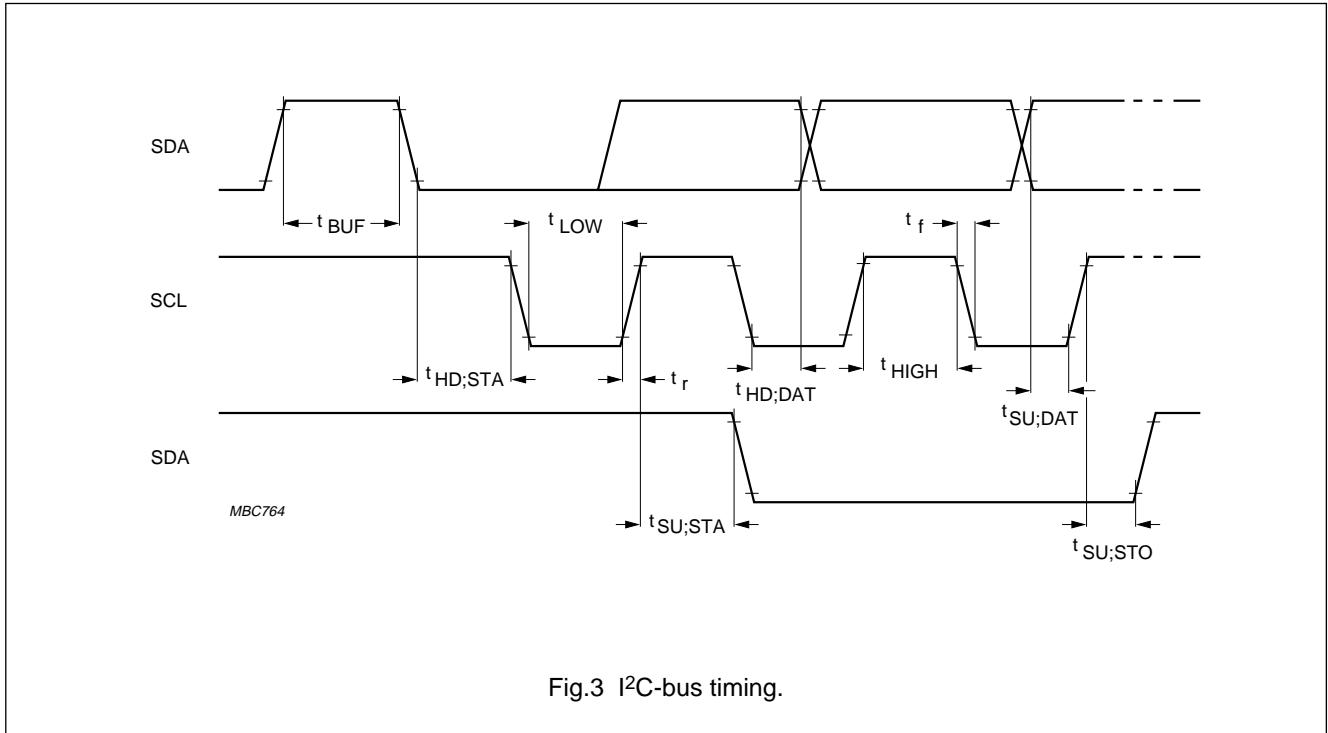 SDA
t BUF
t LOW
t f
SCL
t HD;STA
t r
t HD;DAT
t HIGH
t SU;DAT
SDA
MBC764
t SU;STA
t SU;STO
Fig.3 I²C-bus timing.